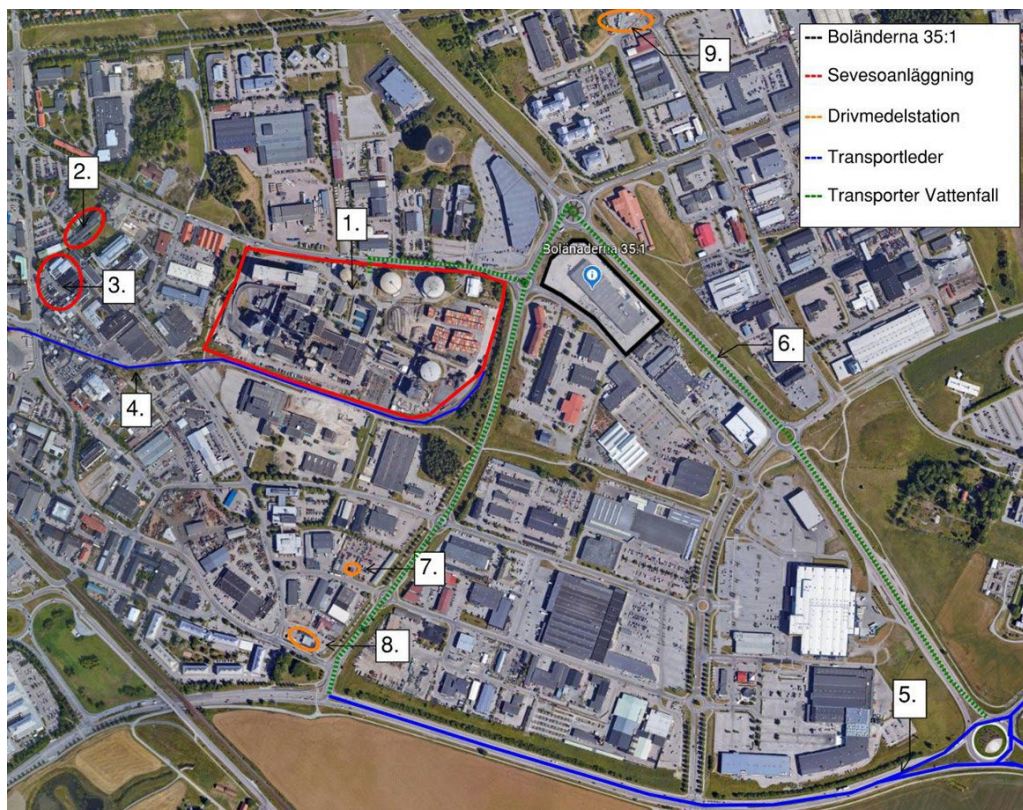 Boländerna 35:1
Sevesoanläggning
Drivmedelstation
Transportleder
Transporter Vattenfall
9.
2.
1.
Bolanaderna 35:1
3.
6.
4.
7.
8.
5.